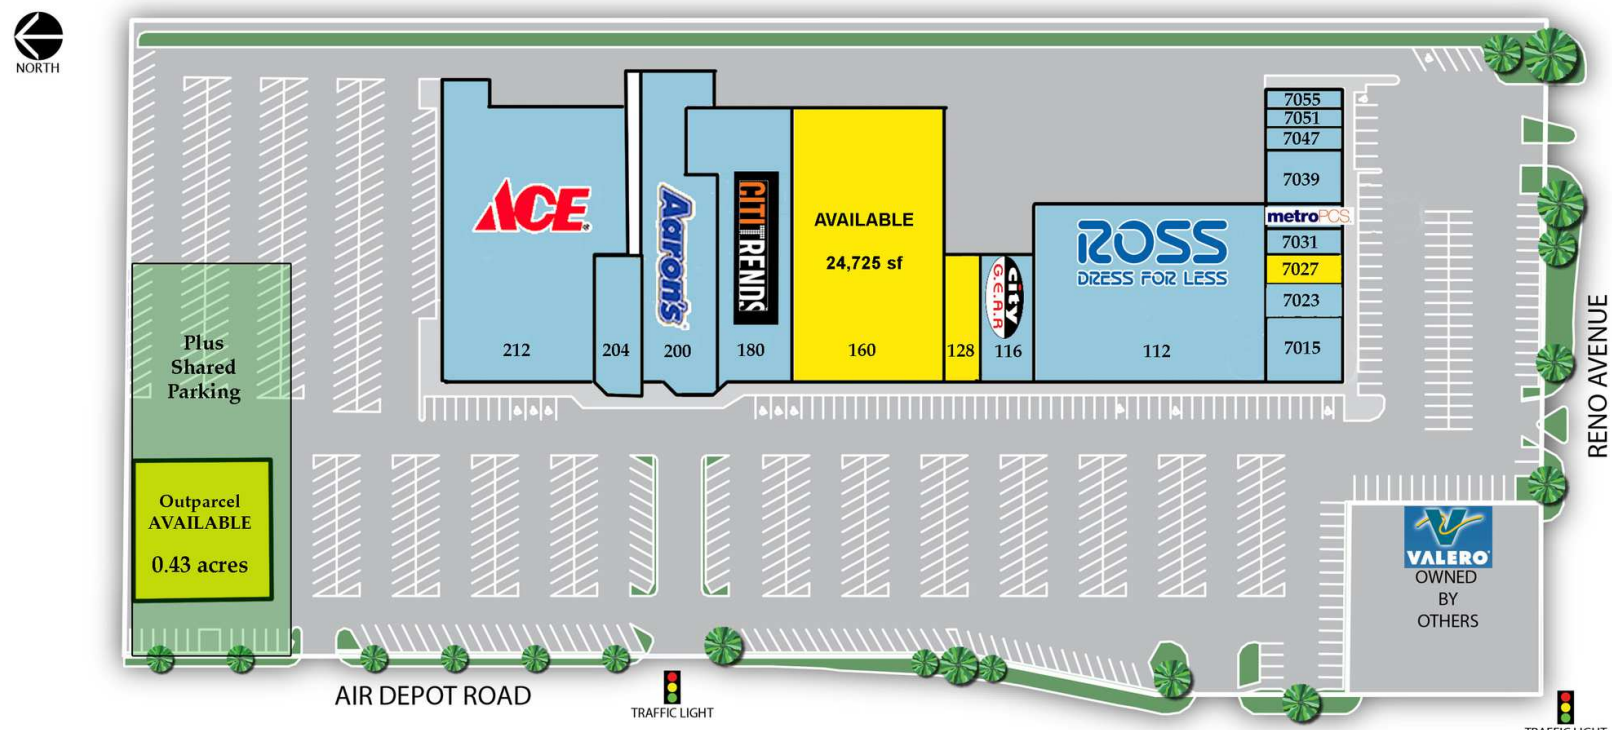 NORTH
7055
7051
7047
7039
metroPCS.
7031
7027
7023
7015
ACE
Aaron's
CITITRENDS
AVAILABLE
24,725 sf
city
G.E.A.R
ROSS
DRESS FOR LESS
212
204
200
180
160
128
116
112
Plus
Shared
Parking
Outparcel
AVAILABLE
0.43 acres
RENO AVENUE
V
VALERO
OWNED
BY
OTHERS
AIR DEPOT ROAD
TRAFFIC LIGHT
TRAFFIC LIGHT